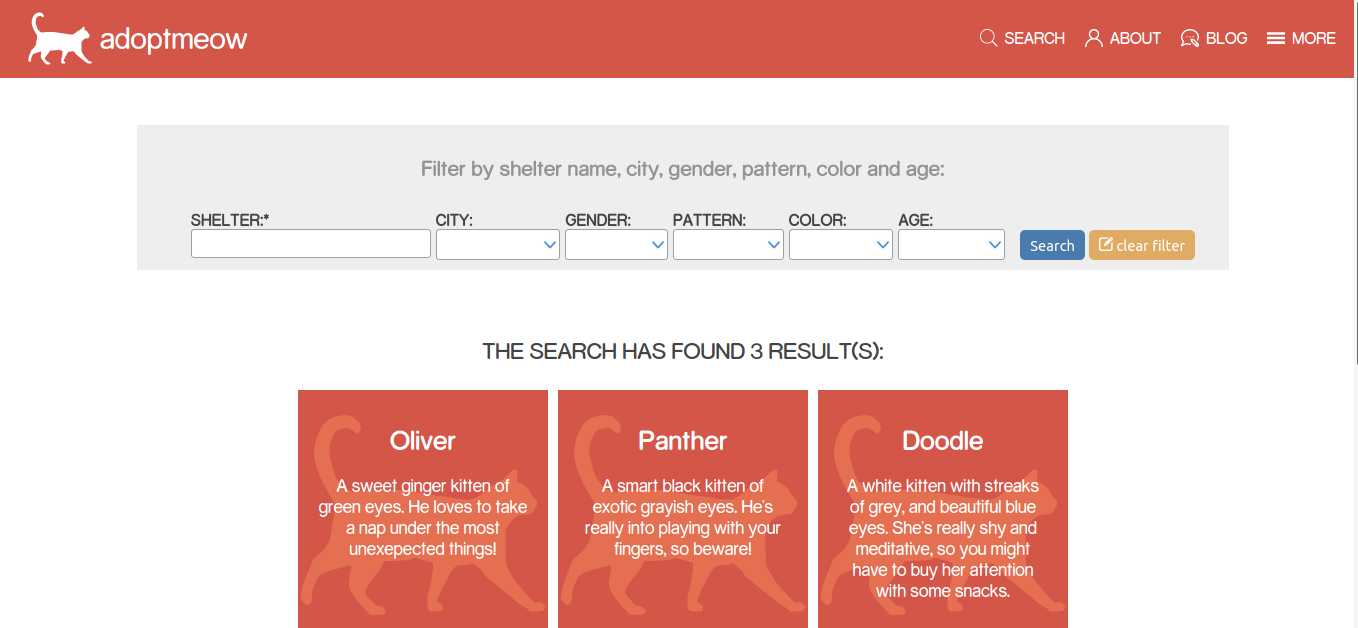 adoptmeow
SEARCH ABOUT BLOG MORE
Filter by shelter name, city, gender, pattern, color and age:
SHELTER:* CITY: GENDER: PATTERN: COLOR: AGE:
Search clear filter
THE SEARCH HAS FOUND 3 RESULT(S):
Oliver
A sweet ginger kitten of
green eyes. He loves to take
a nap under the most
unexepected things!
Panther
A smart black kitten of
exotic grayish eyes. He's
really into playing with your
fingers, so beware!
Doodle
A white kitten with streaks
of grey, and beautiful blue
eyes. She's really shy and
meditative, so you might
have to buy her attention
with some snacks.